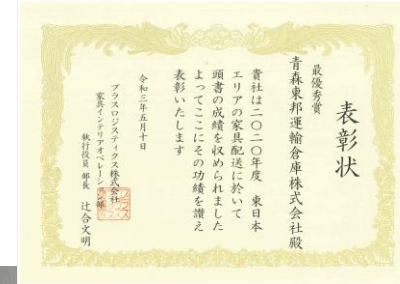 表彰状
最優秀賞
青森東邦運輸倉庫株式会社殿
貴社は二〇二〇年度 東日本
エリアの家具配送に於いて
頭書の成績を収められました
よってここにその功績を讃え
表彰いたします
令和三年五月十日
プラスロジスティクス株式会社
家具インテリアオペレーション部
執行役員 部長 辻合文明